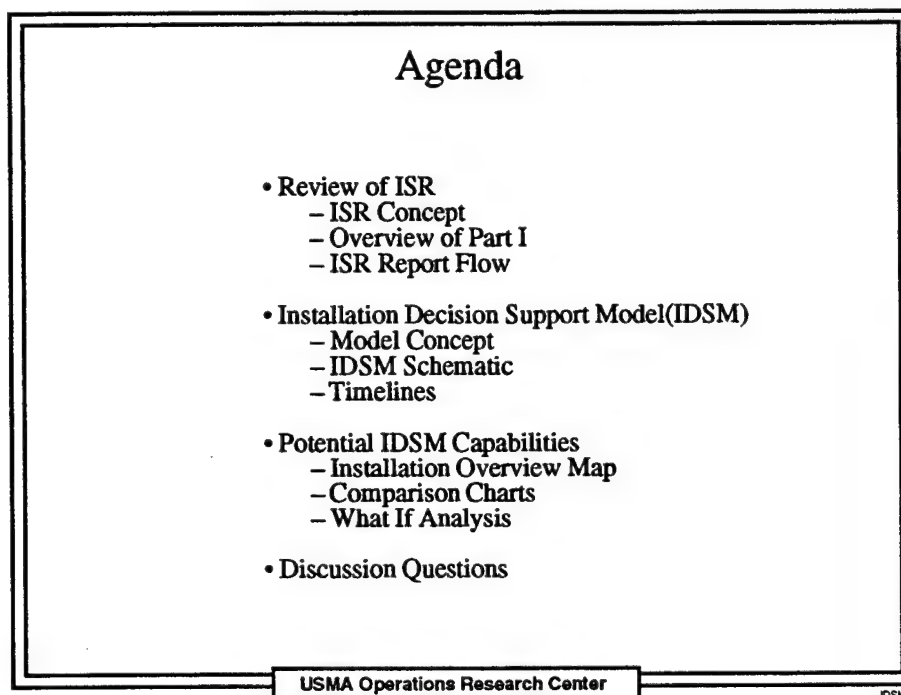 Agenda
• Review of ISR
– ISR Concept
– Overview of Part I
– ISR Report Flow
• Installation Decision Support Model(IDSM)
– Model Concept
– IDSM Schematic
– Timelines
• Potential IDSM Capabilities
– Installation Overview Map
– Comparison Charts
– What If Analysis
• Discussion Questions
USMA Operations Research Center